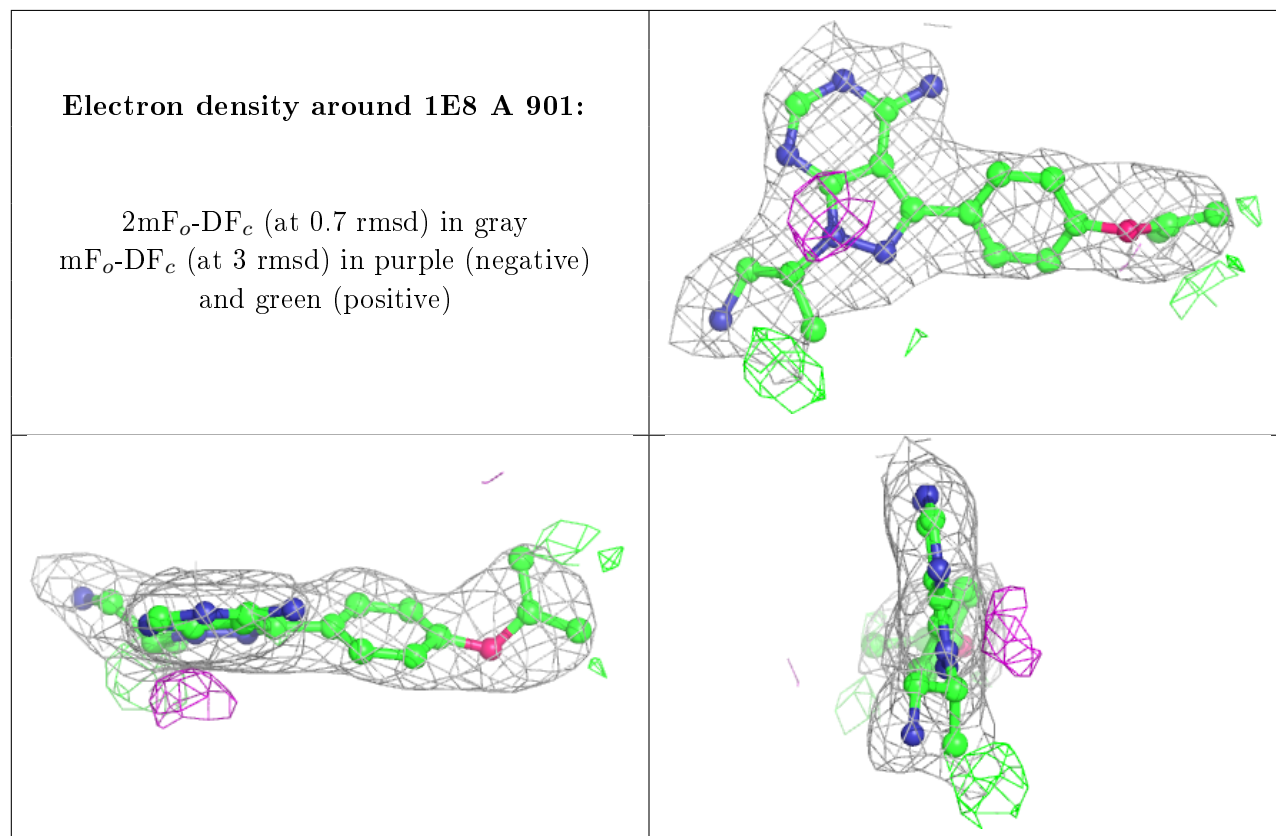 Electron density around 1E8 A 901:
2mFo-DFc (at 0.7 rmsd) in gray
mFo-DFc (at 3 rmsd) in purple (negative)
and green (positive)